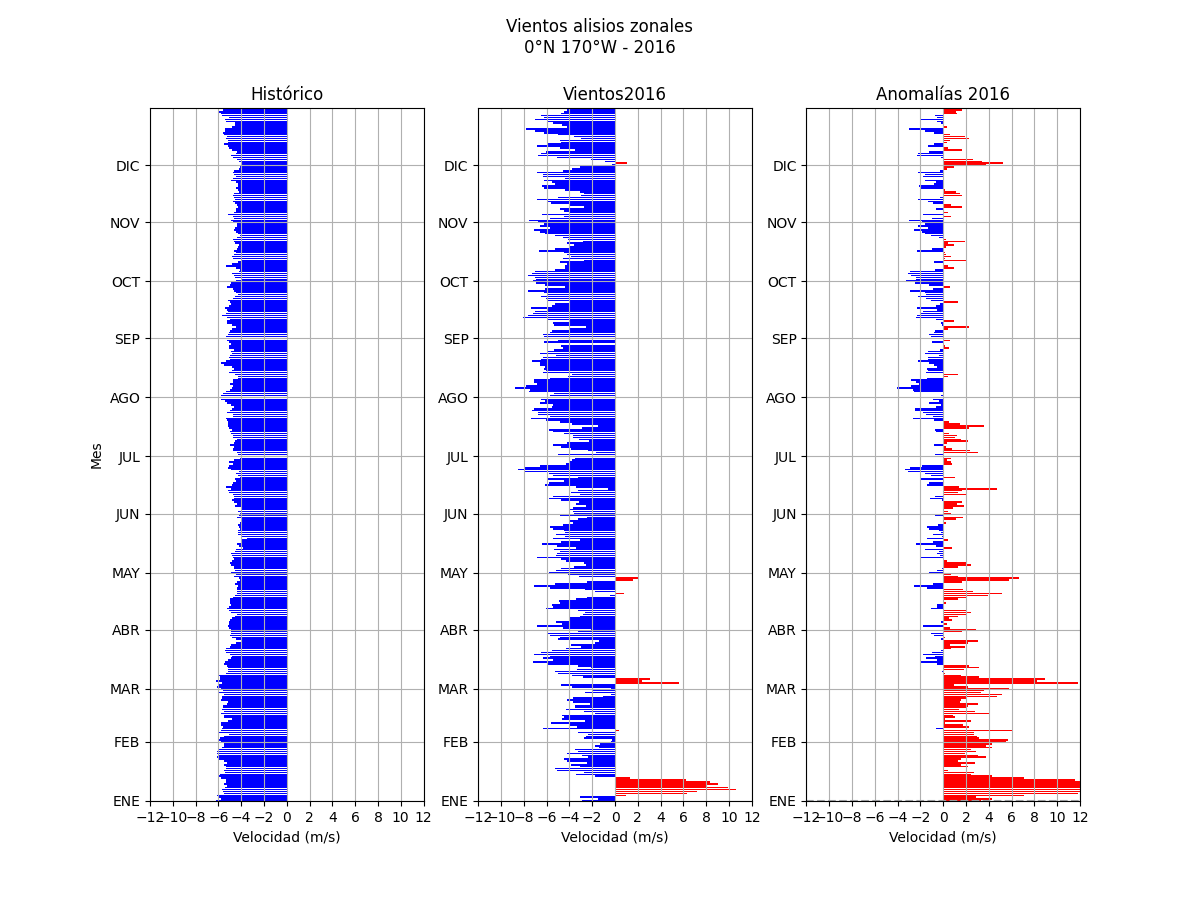 Vientos alisios zonales
0°N 170°W - 2016
Histórico
Vientos2016
Anomalías 2016
Mes
DIC
NOV
OCT
SEP
AGO
JUL
JUN
MAY
ABR
MAR
FEB
ENE
−12 −10 −8 −6 −4 −2 0 2 4 6 8 10 12
Velocidad (m/s)
DIC
NOV
OCT
SEP
AGO
JUL
JUN
MAY
ABR
MAR
FEB
ENE
−12 −10 −8 −6 −4 −2 0 2 4 6 8 10 12
Velocidad (m/s)
DIC
NOV
OCT
SEP
AGO
JUL
JUN
MAY
ABR
MAR
FEB
ENE
−12 −10 −8 −6 −4 −2 0 2 4 6 8 10 12
Velocidad (m/s)